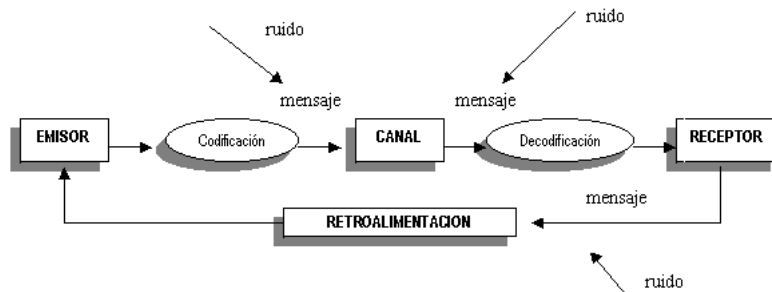 ruido
ruido
mensaje
mensaje
EMISOR
Codificación
CANAL
Decodificación
RECEPTOR
mensaje
RETROALIMENTACION
ruido